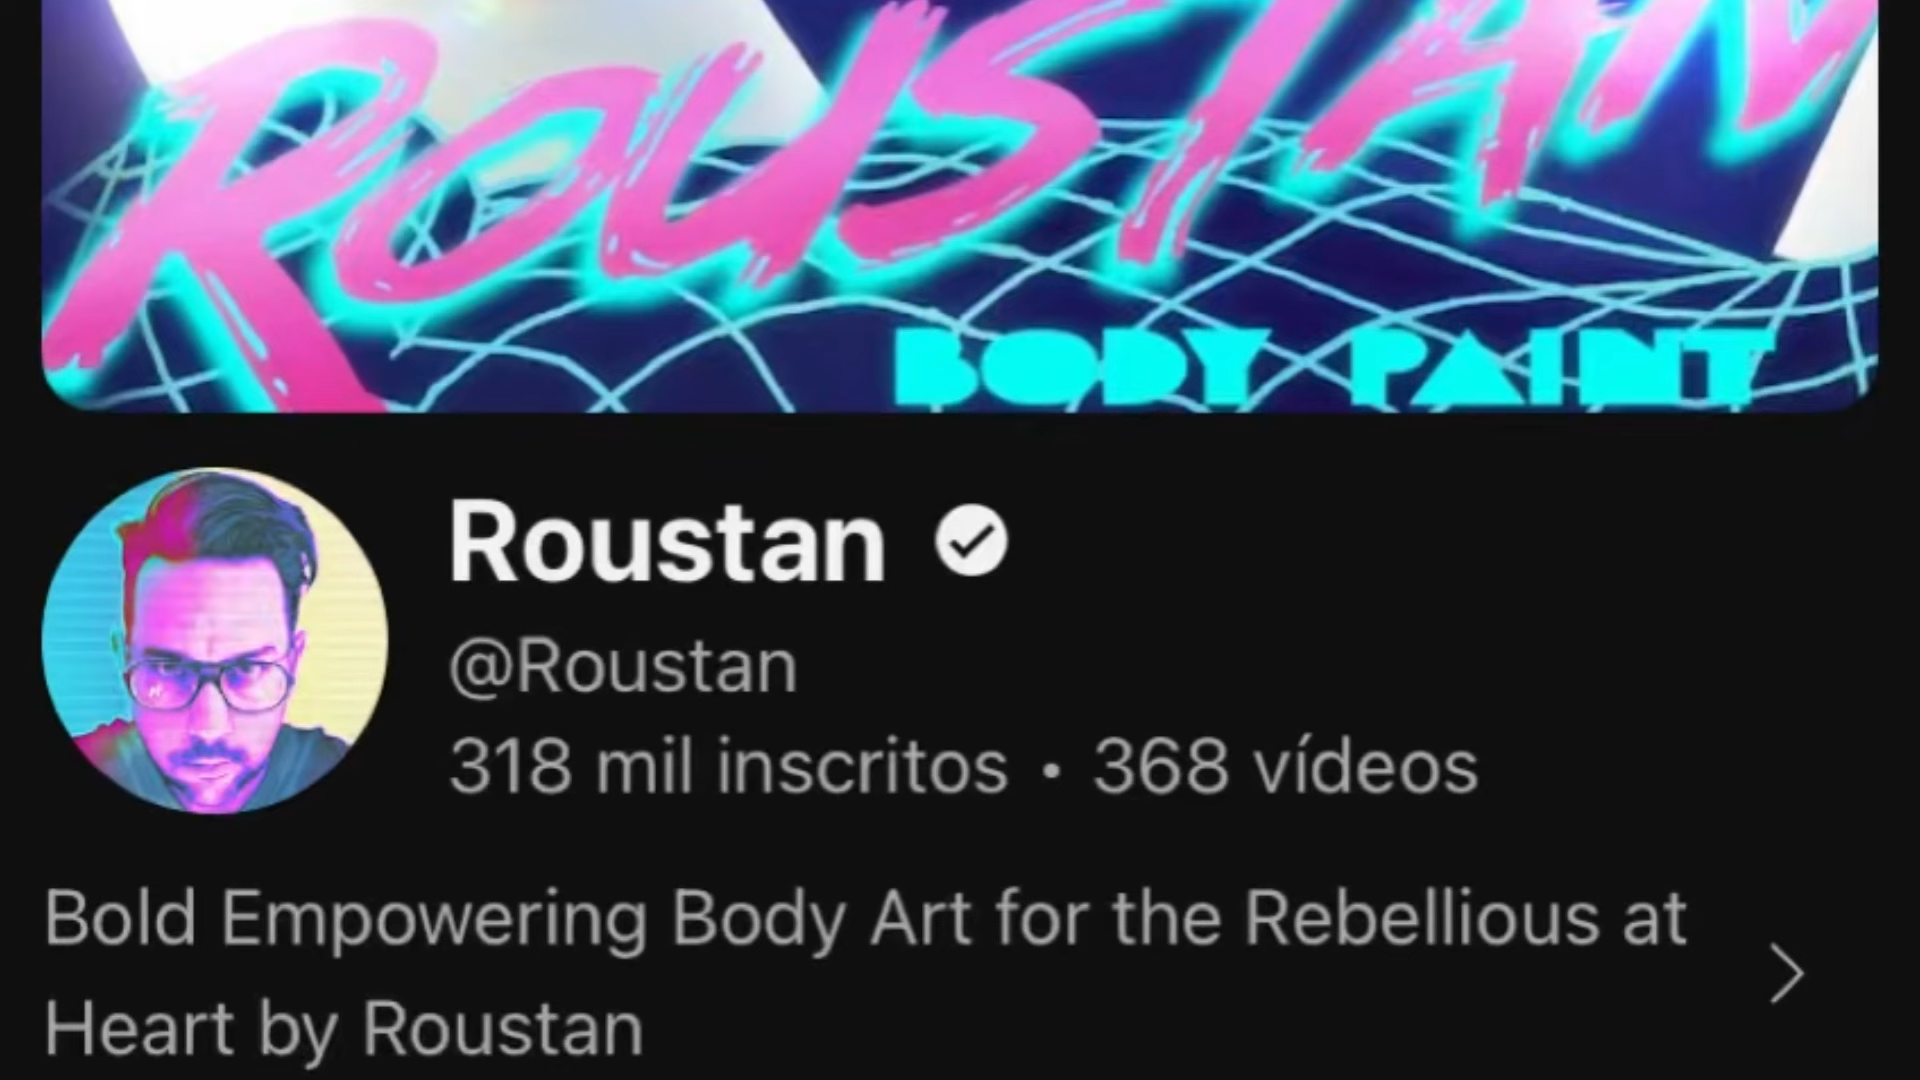 ROUSTAN
BODY PAINT
Roustan
@Roustan
318 mil inscritos • 368 vídeos
Bold Empowering Body Art for the Rebellious at
Heart by Roustan